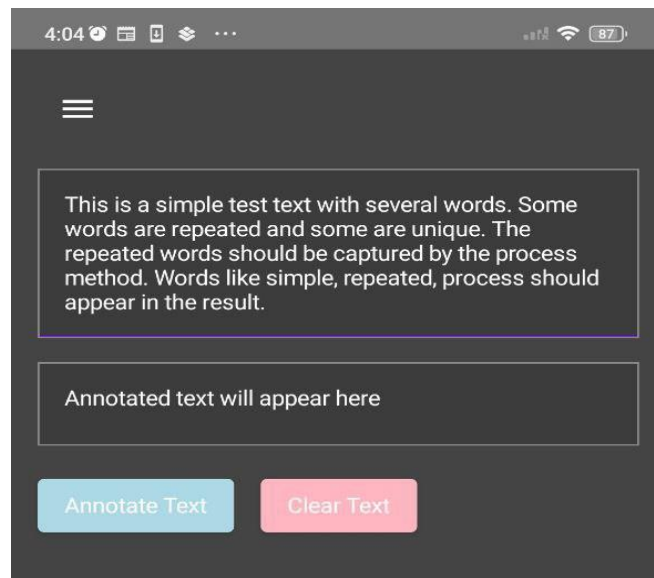 4:04 ...
87
This is a simple test text with several words. Some
words are repeated and some are unique. The
repeated words should be captured by the process
method. Words like simple, repeated, process should
appear in the result.
Annotated text will appear here
Annotate Text
Clear Text